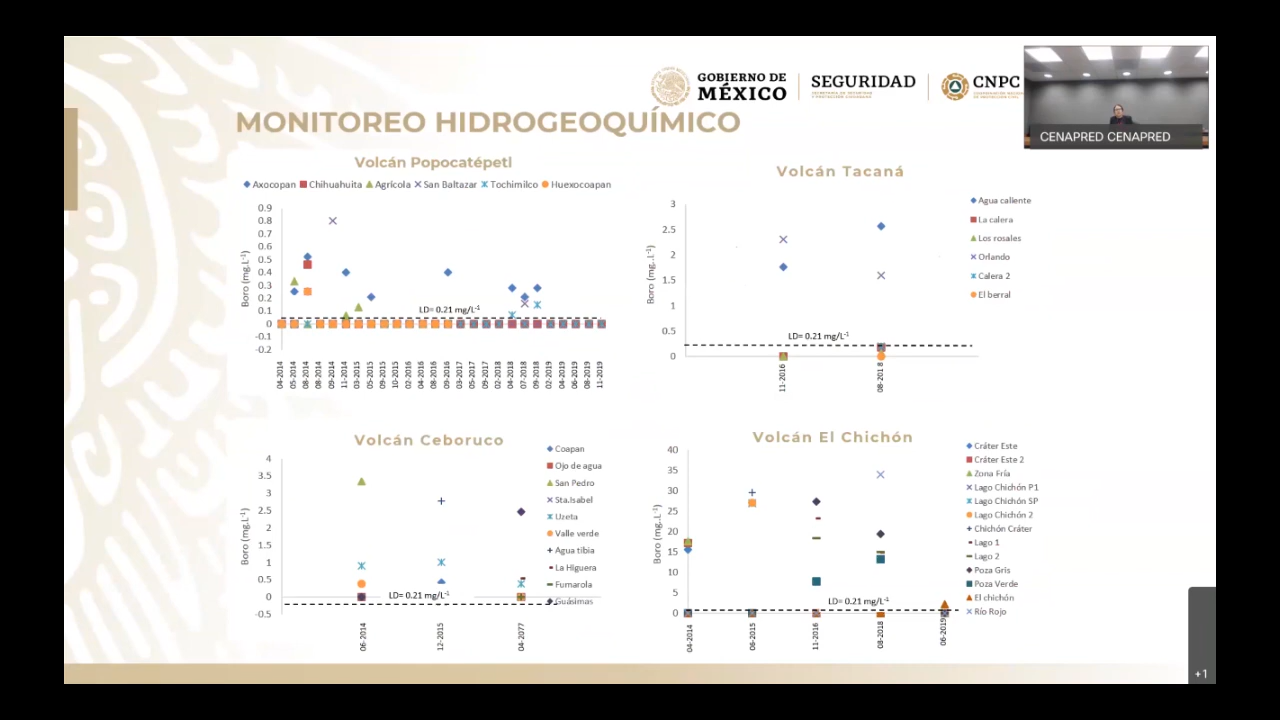 GOBIERNO DE
MÉXICO
SEGURIDAD
CNPC
CENAPRED CENAPRED
MONITOREO HIDROGEOQUÍMICO
Volcán Popocatépetl
Axocopan Chihuahuita Agrícola San Baltazar Tochimilco Huexocoapan
Boro (mg.L-1)
0.9
0.8
0.7
0.6
0.5
0.4
0.3
0.2
0.1
0
-0.1
-0.2
LD= 0.21 mg/L-1
04-2014
05-2014
08-2014
08-2014
09-2014
11-2014
03-2015
05-2015
09-2015
10-2015
02-2016
04-2016
08-2016
09-2016
03-2017
05-2017
09-2017
02-2018
04-2018
07-2018
09-2018
02-2019
04-2019
06-2019
08-2019
11-2019
Volcán Tacaná
Boro (mg.L-1)
3
2.5
2
1.5
1
0.5
0
LD= 0.21 mg/L-1
11-2016
08-201 8
Agua caliente
La calera
Los rosales
Orlando
Calera 2
El berral
Volcán Ceboruco
Boro (mg.L-1)
4
3.5
3
2.5
2
1.5
1
0.5
0
-0.5
LD= 0.21 mg/L-1
06-2014
12-2015
04-2077
Coapan
Ojo de agua
San Pedro
Sta.Isabel
Uzeta
Valle verde
Agua tibia
La Higuera
Fumarola
Guásimas
Volcán El Chichón
Boro (mg.L-1)
40
35
30
25
20
15
10
5
0
LD= 0.21 mg/L-1
04-2014
06-2015
11-2016
08-2018
06-2019
Cráter Este
Cráter Este 2
Zona Fría
Lago Chichón P1
Lago Chichón SP
Lago Chichón 2
Chichón Cráter
Lago 1
Lago 2
Poza Gris
Poza Verde
El chichón
Río Rojo
+1